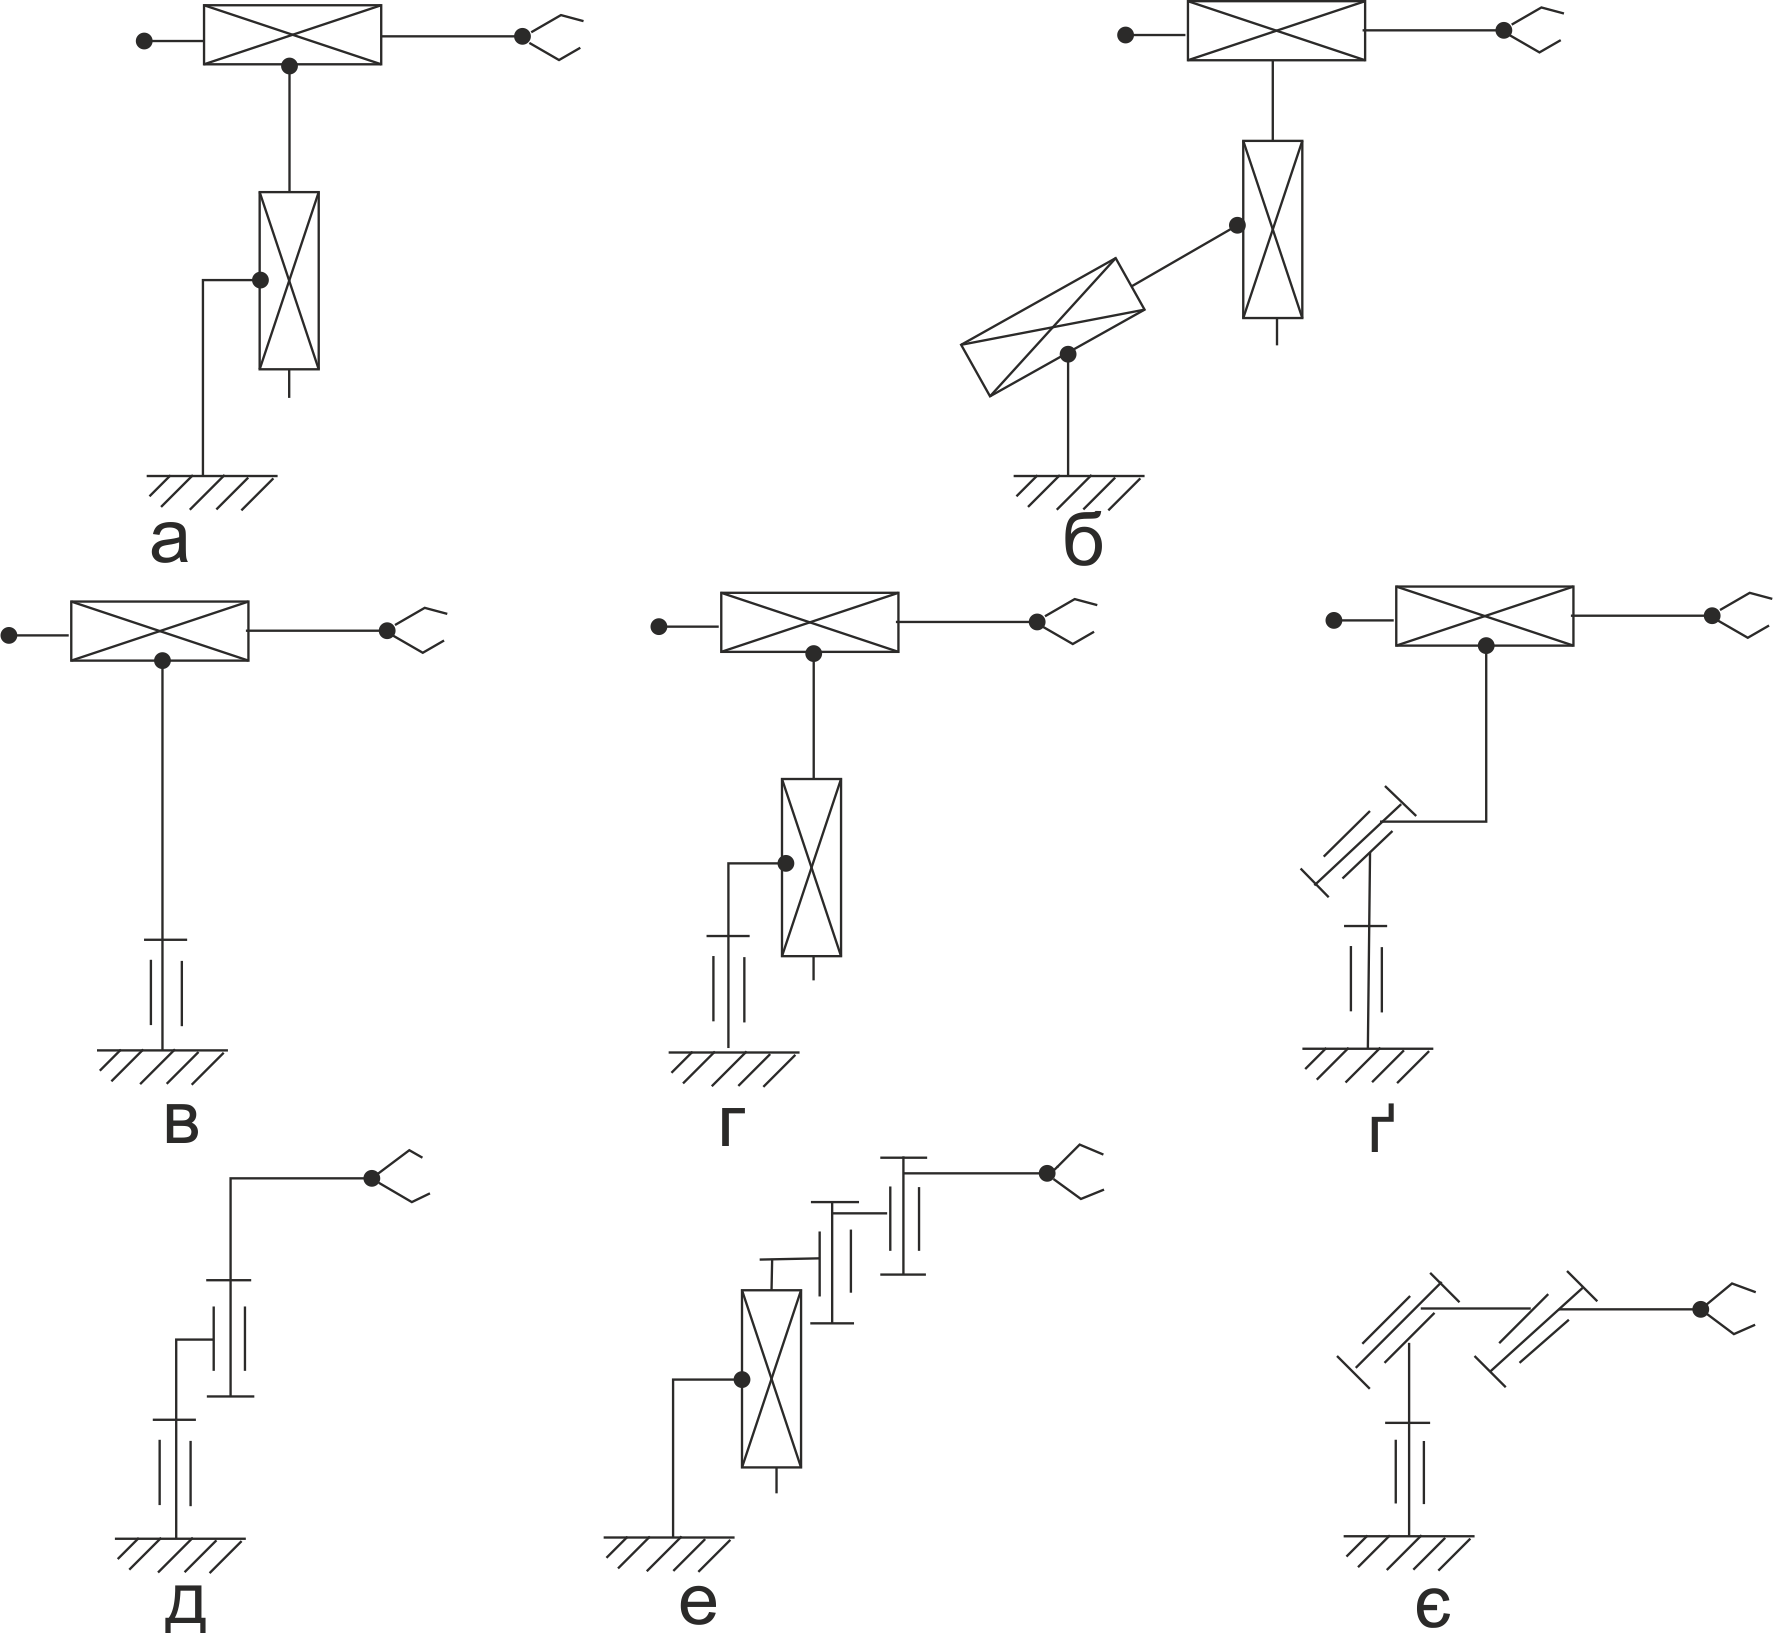 а б
в г ґ
д е є